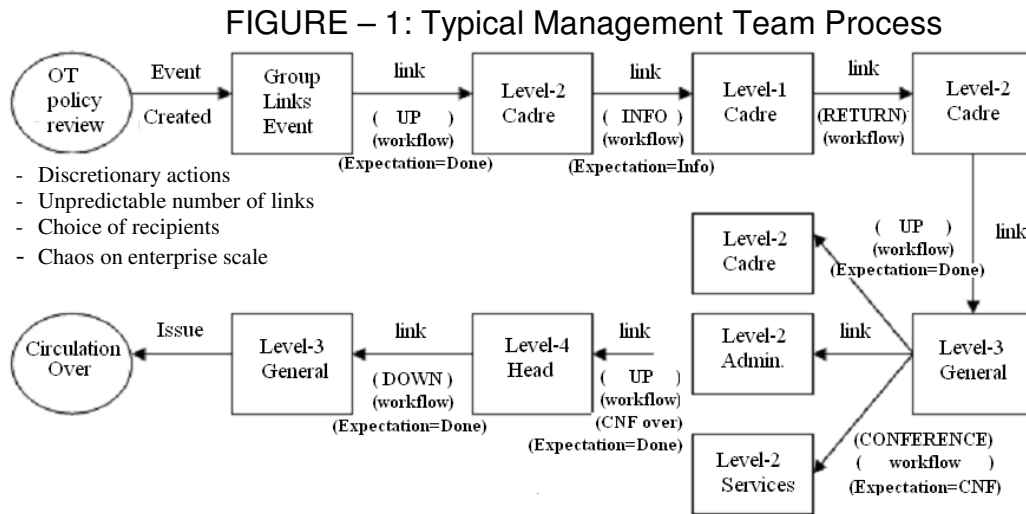 FIGURE – 1: Typical Management Team Process
OT
policy
review
Event
Created
Group
Links
Event
link
( UP )
(workflow)
(Expectation=Done)
Level-2
Cadre
link
( INFO )
(workflow)
(Expectation=Info)
Level-1
Cadre
link
(RETURN)
(workflow)
Level-2
Cadre
- Discretionary actions
- Unpredictable number of links
- Choice of recipients
- Chaos on enterprise scale
link
( UP )
(workflow)
(Expectation=Done)
Level-3
General
Level-2
Cadre
link
Level-2
Admin.
Level-2
Services
(CONFERENCE)
( workflow )
(Expectation=CNF)
link
( UP )
(workflow)
(CNF over)
(Expectation=Done)
Level-4
Head
link
( DOWN )
(workflow)
(Expectation=Done)
Level-3
General
Issue
Circulation
Over